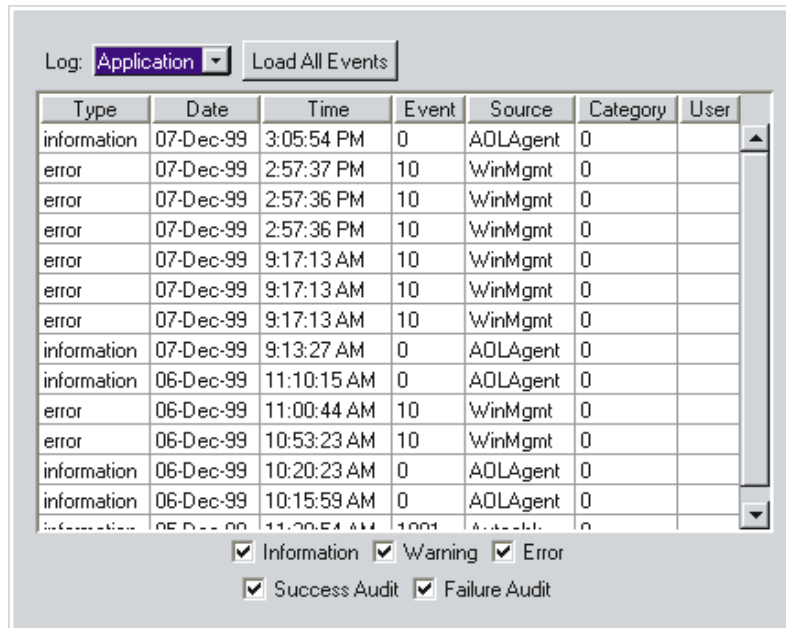 Log: Application Load All Events
Type Date Time Event Source Category User
information 07-Dec-99 3:05:54 PM 0 AOLAgent 0
error 07-Dec-99 2:57:37 PM 10 WinMgmt 0
error 07-Dec-99 2:57:36 PM 10 WinMgmt 0
error 07-Dec-99 2:57:36 PM 10 WinMgmt 0
error 07-Dec-99 9:17:13 AM 10 WinMgmt 0
error 07-Dec-99 9:17:13 AM 10 WinMgmt 0
error 07-Dec-99 9:17:13 AM 10 WinMgmt 0
information 07-Dec-99 9:13:27 AM 0 AOLAgent 0
information 06-Dec-99 11:10:15 AM 0 AOLAgent 0
error 06-Dec-99 11:00:44 AM 10 WinMgmt 0
error 06-Dec-99 10:53:23 AM 10 WinMgmt 0
information 06-Dec-99 10:20:23 AM 0 AOLAgent 0
information 06-Dec-99 10:15:59 AM 0 AOLAgent 0
information
Information Warning Error
Success Audit Failure Audit